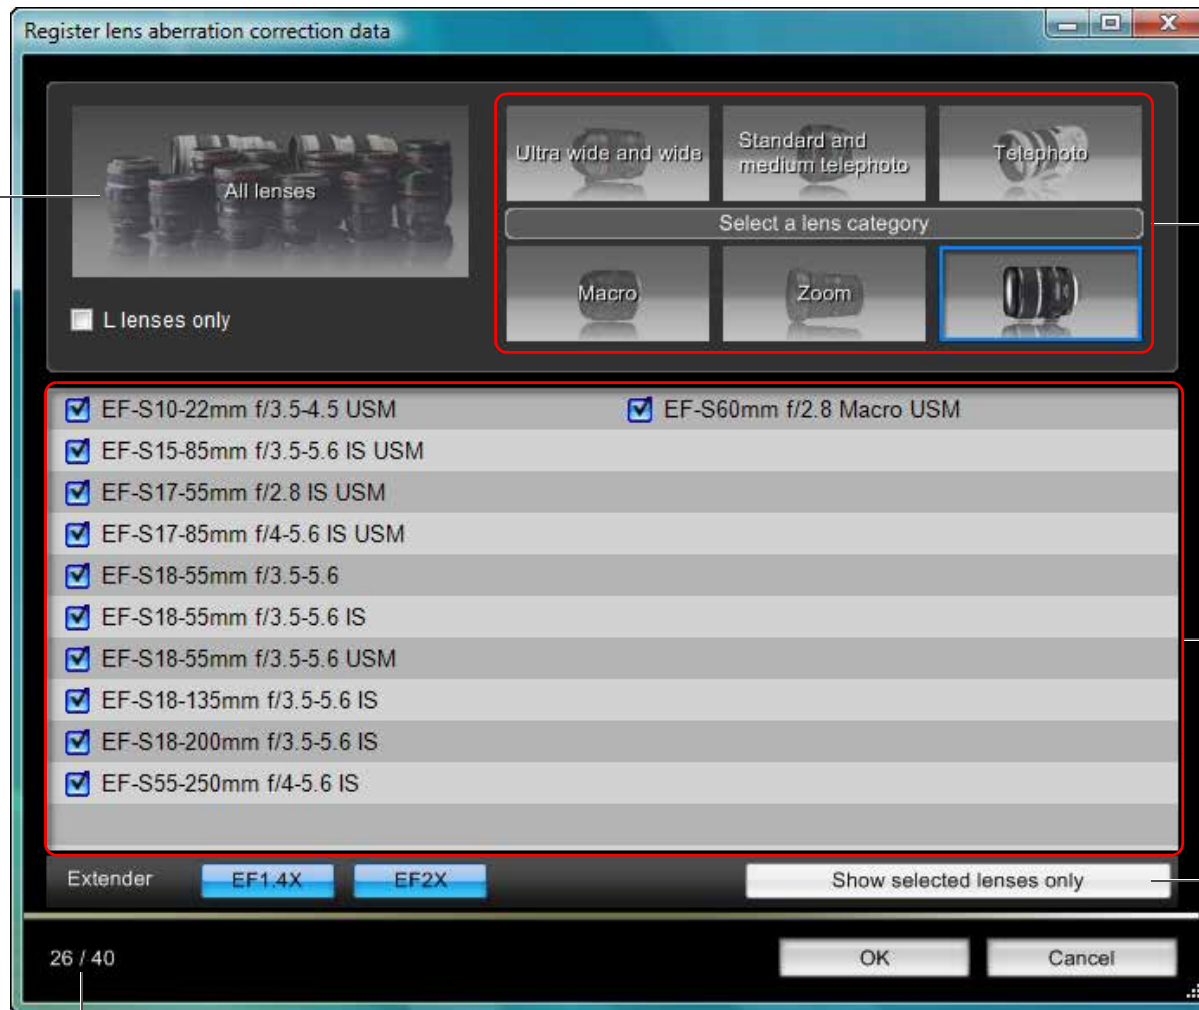 Register lens aberration correction data
All lenses
L lenses only
Ultra wide and wide
Standard and
medium telephoto
Telephoto
Select a lens category
Macro
Zoom
EF-S10-22mm f/3.5-4.5 USM
EF-S15-85mm f/3.5-5.6 IS USM
EF-S17-55mm f/2.8 IS USM
EF-S17-85mm f/4-5.6 IS USM
EF-S18-55mm f/3.5-5.6
EF-S18-55mm f/3.5-5.6 IS
EF-S18-55mm f/3.5-5.6 USM
EF-S18-135mm f/3.5-5.6 IS
EF-S18-200mm f/3.5-5.6 IS
EF-S55-250mm f/4-5.6 IS
EF-S60mm f/2.8 Macro USM
Extender
EF1.4X
EF2X
Show selected lenses only
26 / 40
OK
Cancel